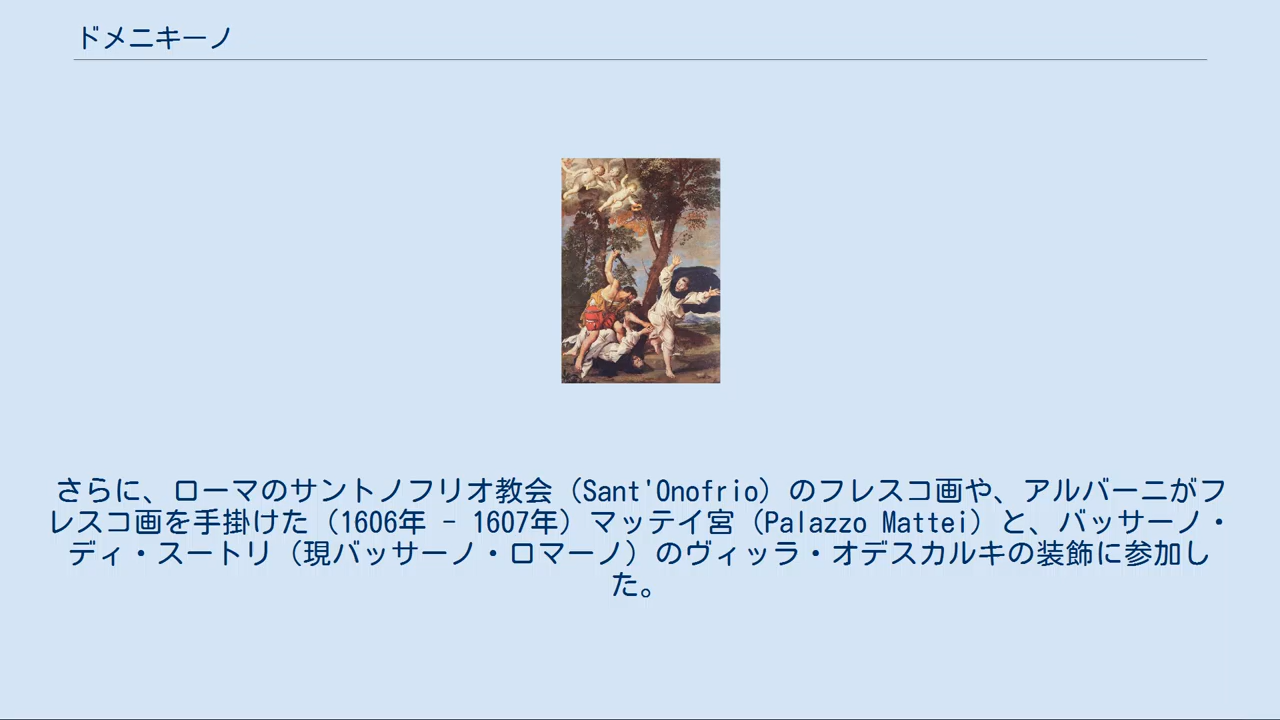 ドメニキーノ
さらに、ローマのサントノフリオ教会（Sant'Onofrio）のフレスコ画や、アルバーニがフ
レスコ画を手掛けた（1606年 - 1607年）マッテイ宮（Palazzo Mattei）と、バッサーノ・
ディ・スートリ（現バッサーノ・ロマーノ）のヴィッラ・オデスカルキの装飾に参加し
た。